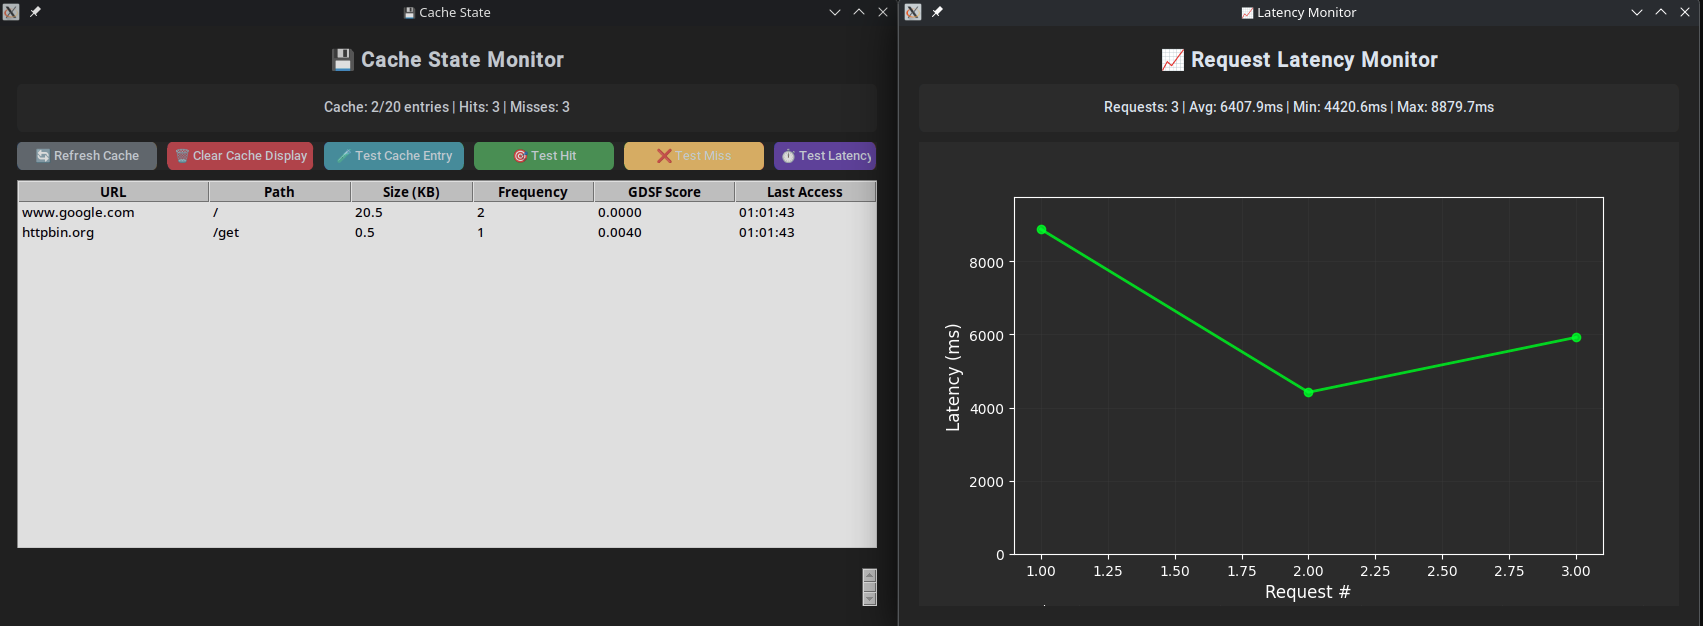 Cache State
Cache State Monitor
Cache: 2/20 entries | Hits: 3 | Misses: 3
Refresh Cache
Clear Cache Display
Test Cache Entry
Test Hit
Test Miss
Test Latency
URL Path Size (KB) Frequency GDSF Score Last Access
www.google.com / 20.5 2 0.0000 01:01:43
httpbin.org /get 0.5 1 0.0040 01:01:43
Latency Monitor
Request Latency Monitor
Requests: 3 | Avg: 6407.9ms | Min: 4420.6ms | Max: 8879.7ms
Latency (ms)
8000
6000
4000
2000
0
1.00 1.25 1.50 1.75 2.00 2.25 2.50 2.75 3.00
Request #